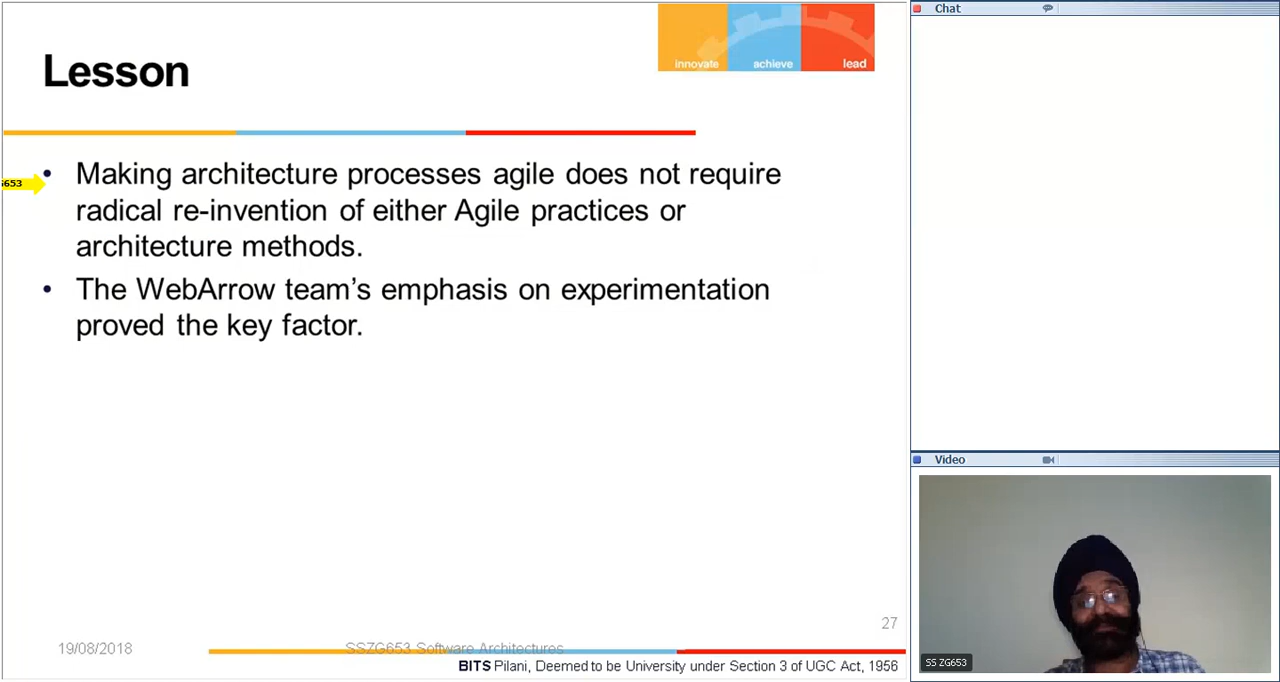 Lesson
innovate achieve lead
G653
• Making architecture processes agile does not require
radical re-invention of either Agile practices or
architecture methods.
• The WebArrow team’s emphasis on experimentation
proved the key factor.
27
19/08/2018
SSZG653 Software Architectures
BITS Pilani, Deemed to be University under Section 3 of UGC Act, 1956
Chat
Video
SS ZG653